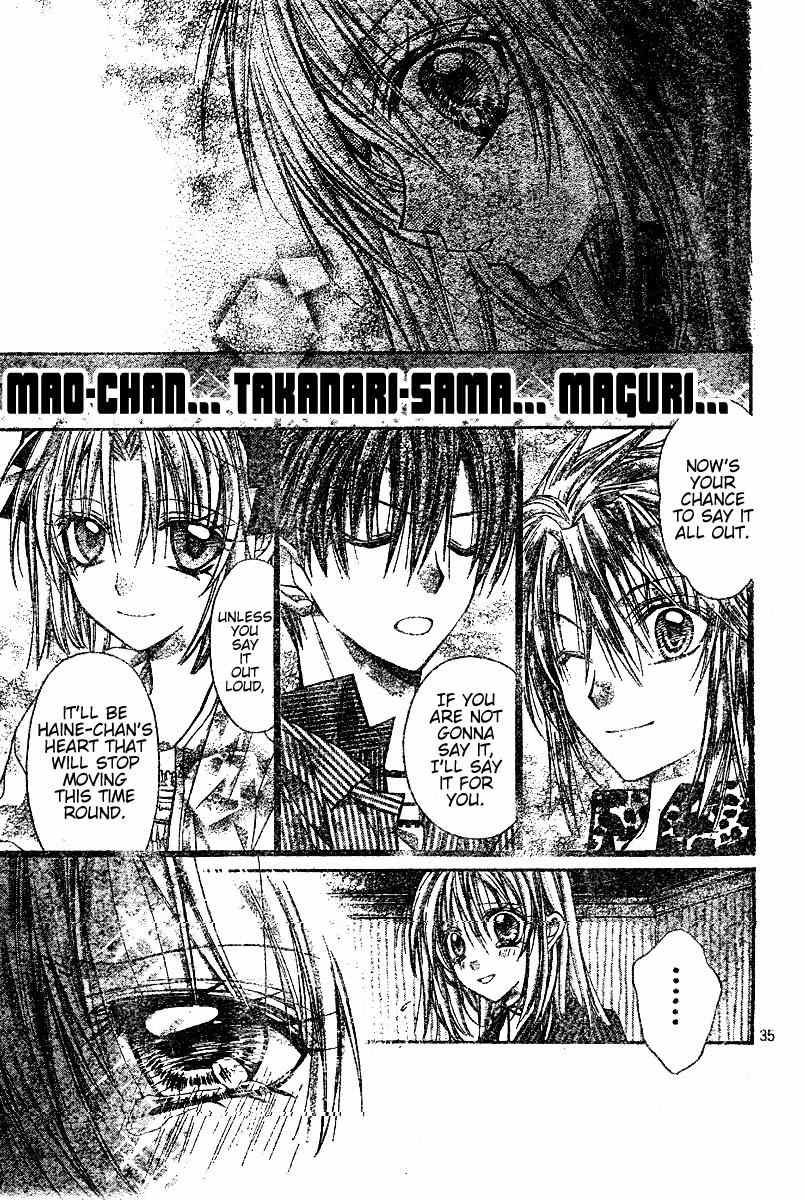 MAO-CHAN... TAKANARI-SAMA... MAGURI...
NOW'S
YOUR
CHANCE
TO SAY IT
ALL OUT.
IF YOU
ARE NOT
GONNA
SAY IT,
I'LL SAY
IT FOR
YOU.
UNLESS
YOU
SAY
IT
OUT
LOUD,
IT'LL BE
HAINE-CHAN'S
HEART THAT
WILL STOP
MOVING
THIS TIME
ROUND.
......
35